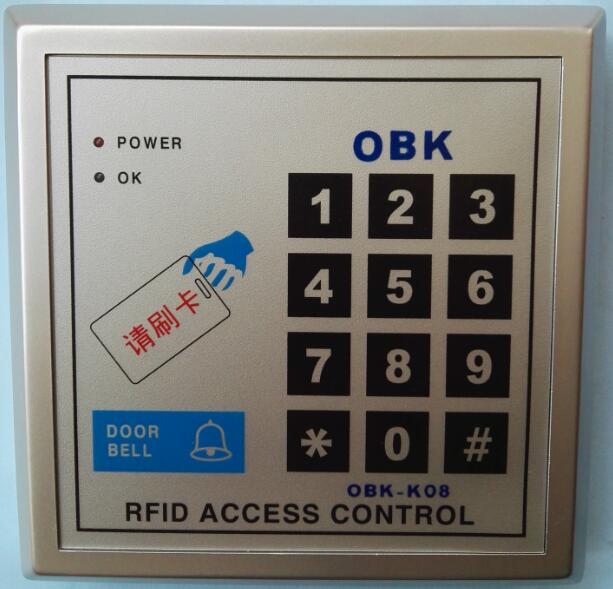 POWER
OK
OBK
1 2 3
4 5 6
7 8 9
* 0 #
请刷卡
DOOR
BELL
OBK-K08
RFID ACCESS CONTROL